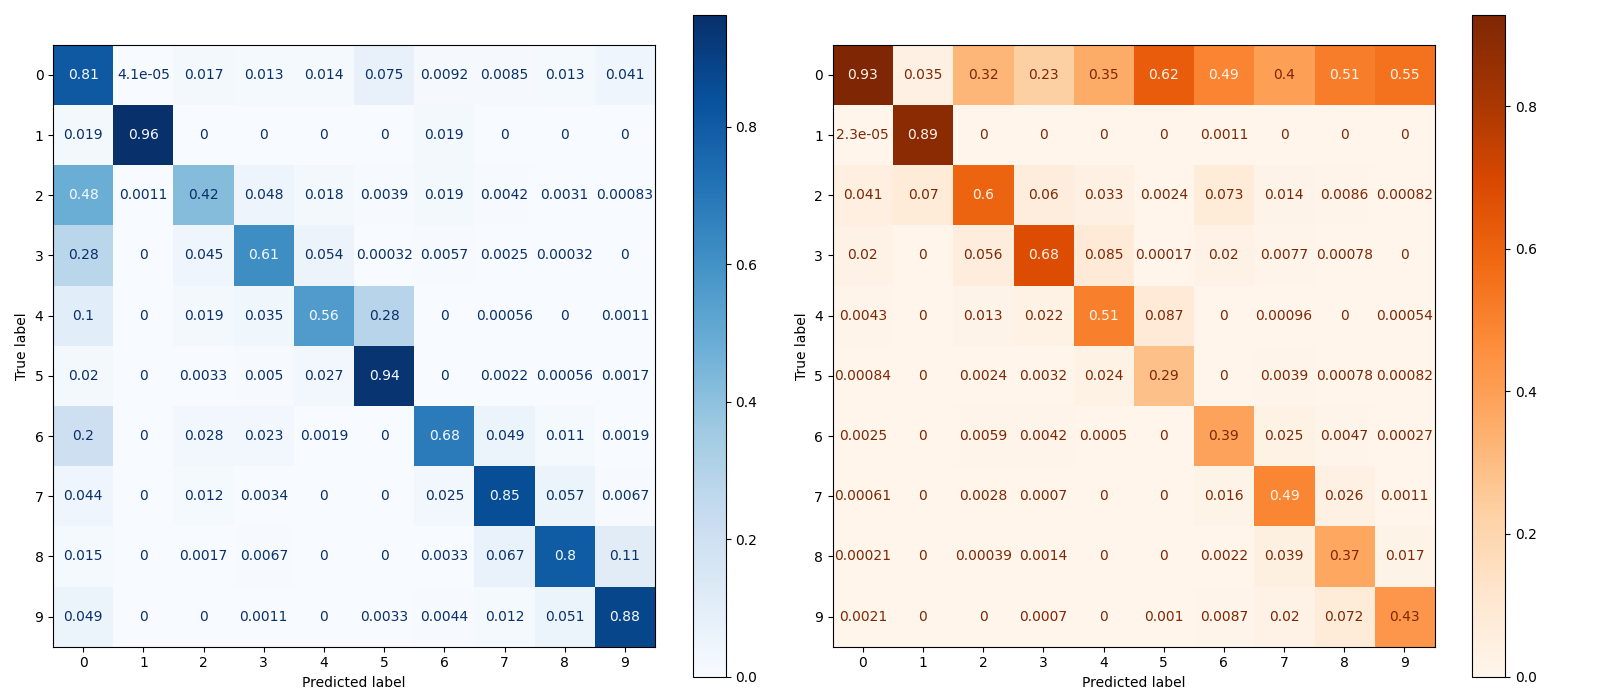 0 0.81 4.1e-05 0.017 0.013 0.014 0.075 0.0092 0.0085 0.013 0.041
1 0.019 0.96 0 0 0 0 0.019 0 0 0
2 0.48 0.0011 0.42 0.048 0.018 0.0039 0.019 0.0042 0.0031 0.00083
3 0.28 0 0.045 0.61 0.054 0.00032 0.0057 0.0025 0.00032 0
4 0.1 0 0.019 0.035 0.56 0.28 0 0.00056 0 0.0011
5 0.02 0 0.0033 0.005 0.027 0.94 0 0.0022 0.00056 0.0017
6 0.2 0 0.028 0.023 0.0019 0 0.68 0.049 0.011 0.0019
7 0.044 0 0.012 0.0034 0 0 0.025 0.85 0.057 0.0067
8 0.015 0 0.0017 0.0067 0 0 0.0033 0.067 0.8 0.11
9 0.049 0 0 0.0011 0 0.0033 0.0044 0.012 0.051 0.88
0 1 2 3 4 5 6 7 8 9
Predicted label
True label
0.8
0.6
0.4
0.2
0.0
0 0.93 0.035 0.32 0.23 0.35 0.62 0.49 0.4 0.51 0.55
1 2.3e-05 0.89 0 0 0 0 0.0011 0 0 0
2 0.041 0.07 0.6 0.06 0.033 0.0024 0.073 0.014 0.0086 0.00082
3 0.02 0 0.056 0.68 0.085 0.00017 0.02 0.0077 0.00078 0
4 0.0043 0 0.013 0.022 0.51 0.087 0 0.00096 0 0.00054
5 0.00084 0 0.0024 0.0032 0.024 0.29 0 0.0039 0.00078 0.00082
6 0.0025 0 0.0059 0.0042 0.0005 0 0.39 0.025 0.0047 0.00027
7 0.00061 0 0.0028 0.0007 0 0 0.016 0.49 0.026 0.0011
8 0.00021 0 0.00039 0.0014 0 0 0.0022 0.039 0.37 0.017
9 0.0021 0 0 0.0007 0 0.001 0.0087 0.02 0.072 0.43
0 1 2 3 4 5 6 7 8 9
Predicted label
True label
0.8
0.6
0.4
0.2
0.0